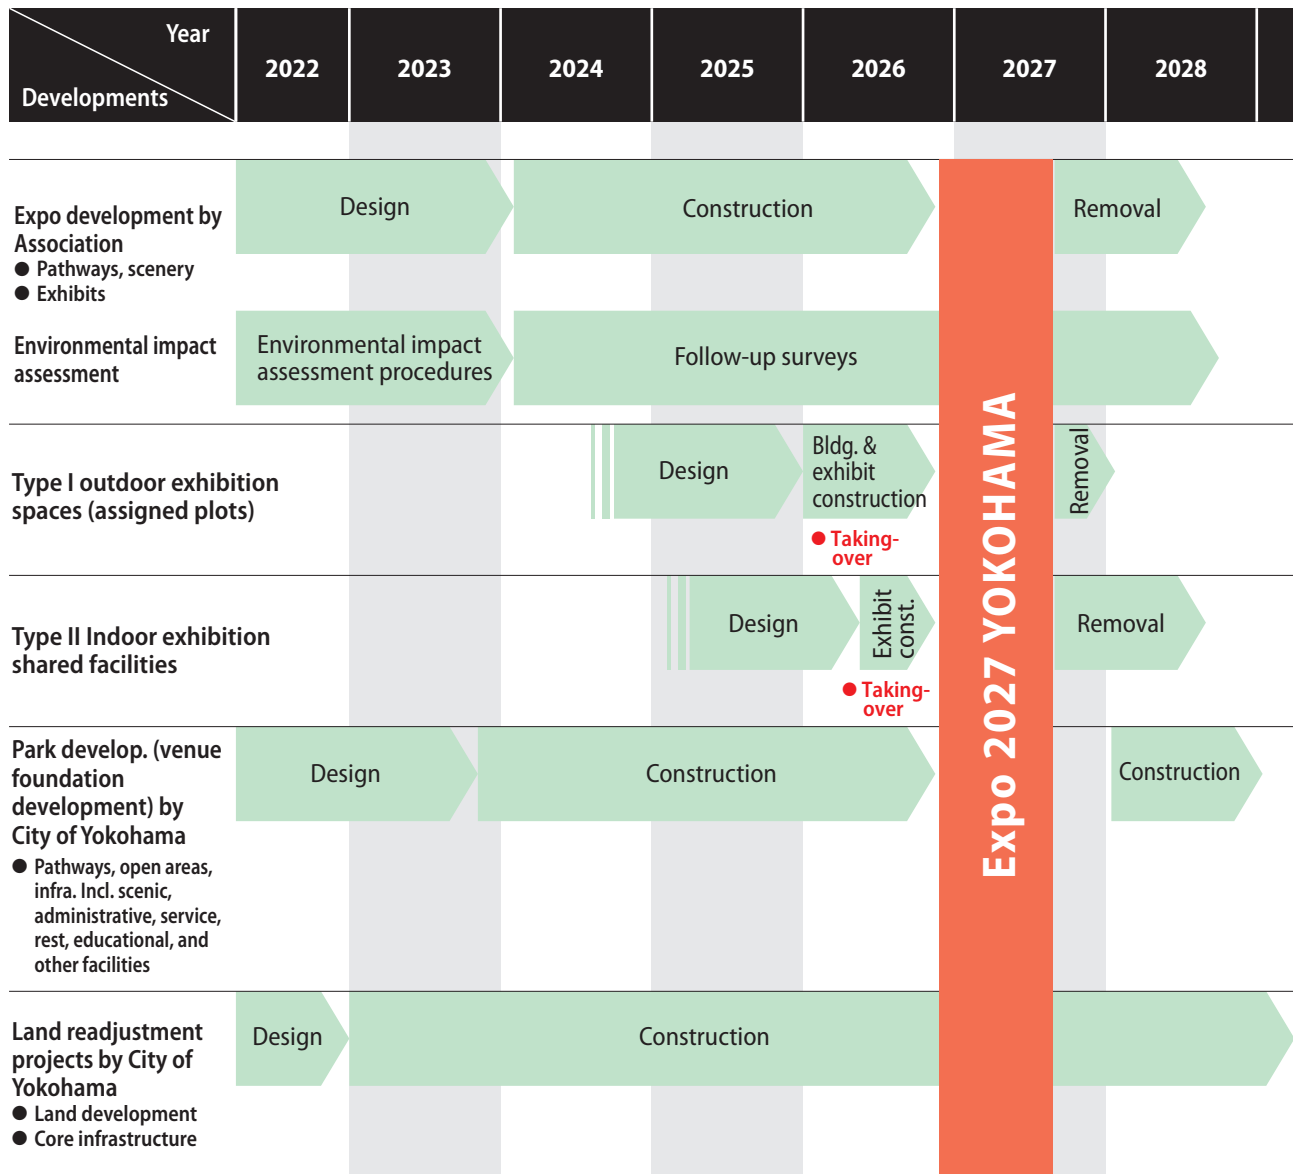 Year
Developments
2022
2023
2024
2025
2026
2027
2028
Expo development by
Association
● Pathways, scenery
● Exhibits
Design
Construction
Removal
Environmental impact
assessment
Environmental impact
assessment procedures
Follow-up surveys
Type I outdoor exhibition
spaces (assigned plots)
Design
Bldg. &
exhibit
construction
● Taking-
over
Removal
Type II Indoor exhibition
shared facilities
Design
Exhibit
const.
● Taking-
over
Removal
Park develop. (venue
foundation
development) by
City of Yokohama
● Pathways, open areas,
infra. Incl. scenic,
administrative, service,
rest, educational, and
other facilities
Design
Construction
Construction
Land readjustment
projects by City of
Yokohama
● Land development
● Core infrastructure
Design
Construction
Expo 2027 YOKOHAMA